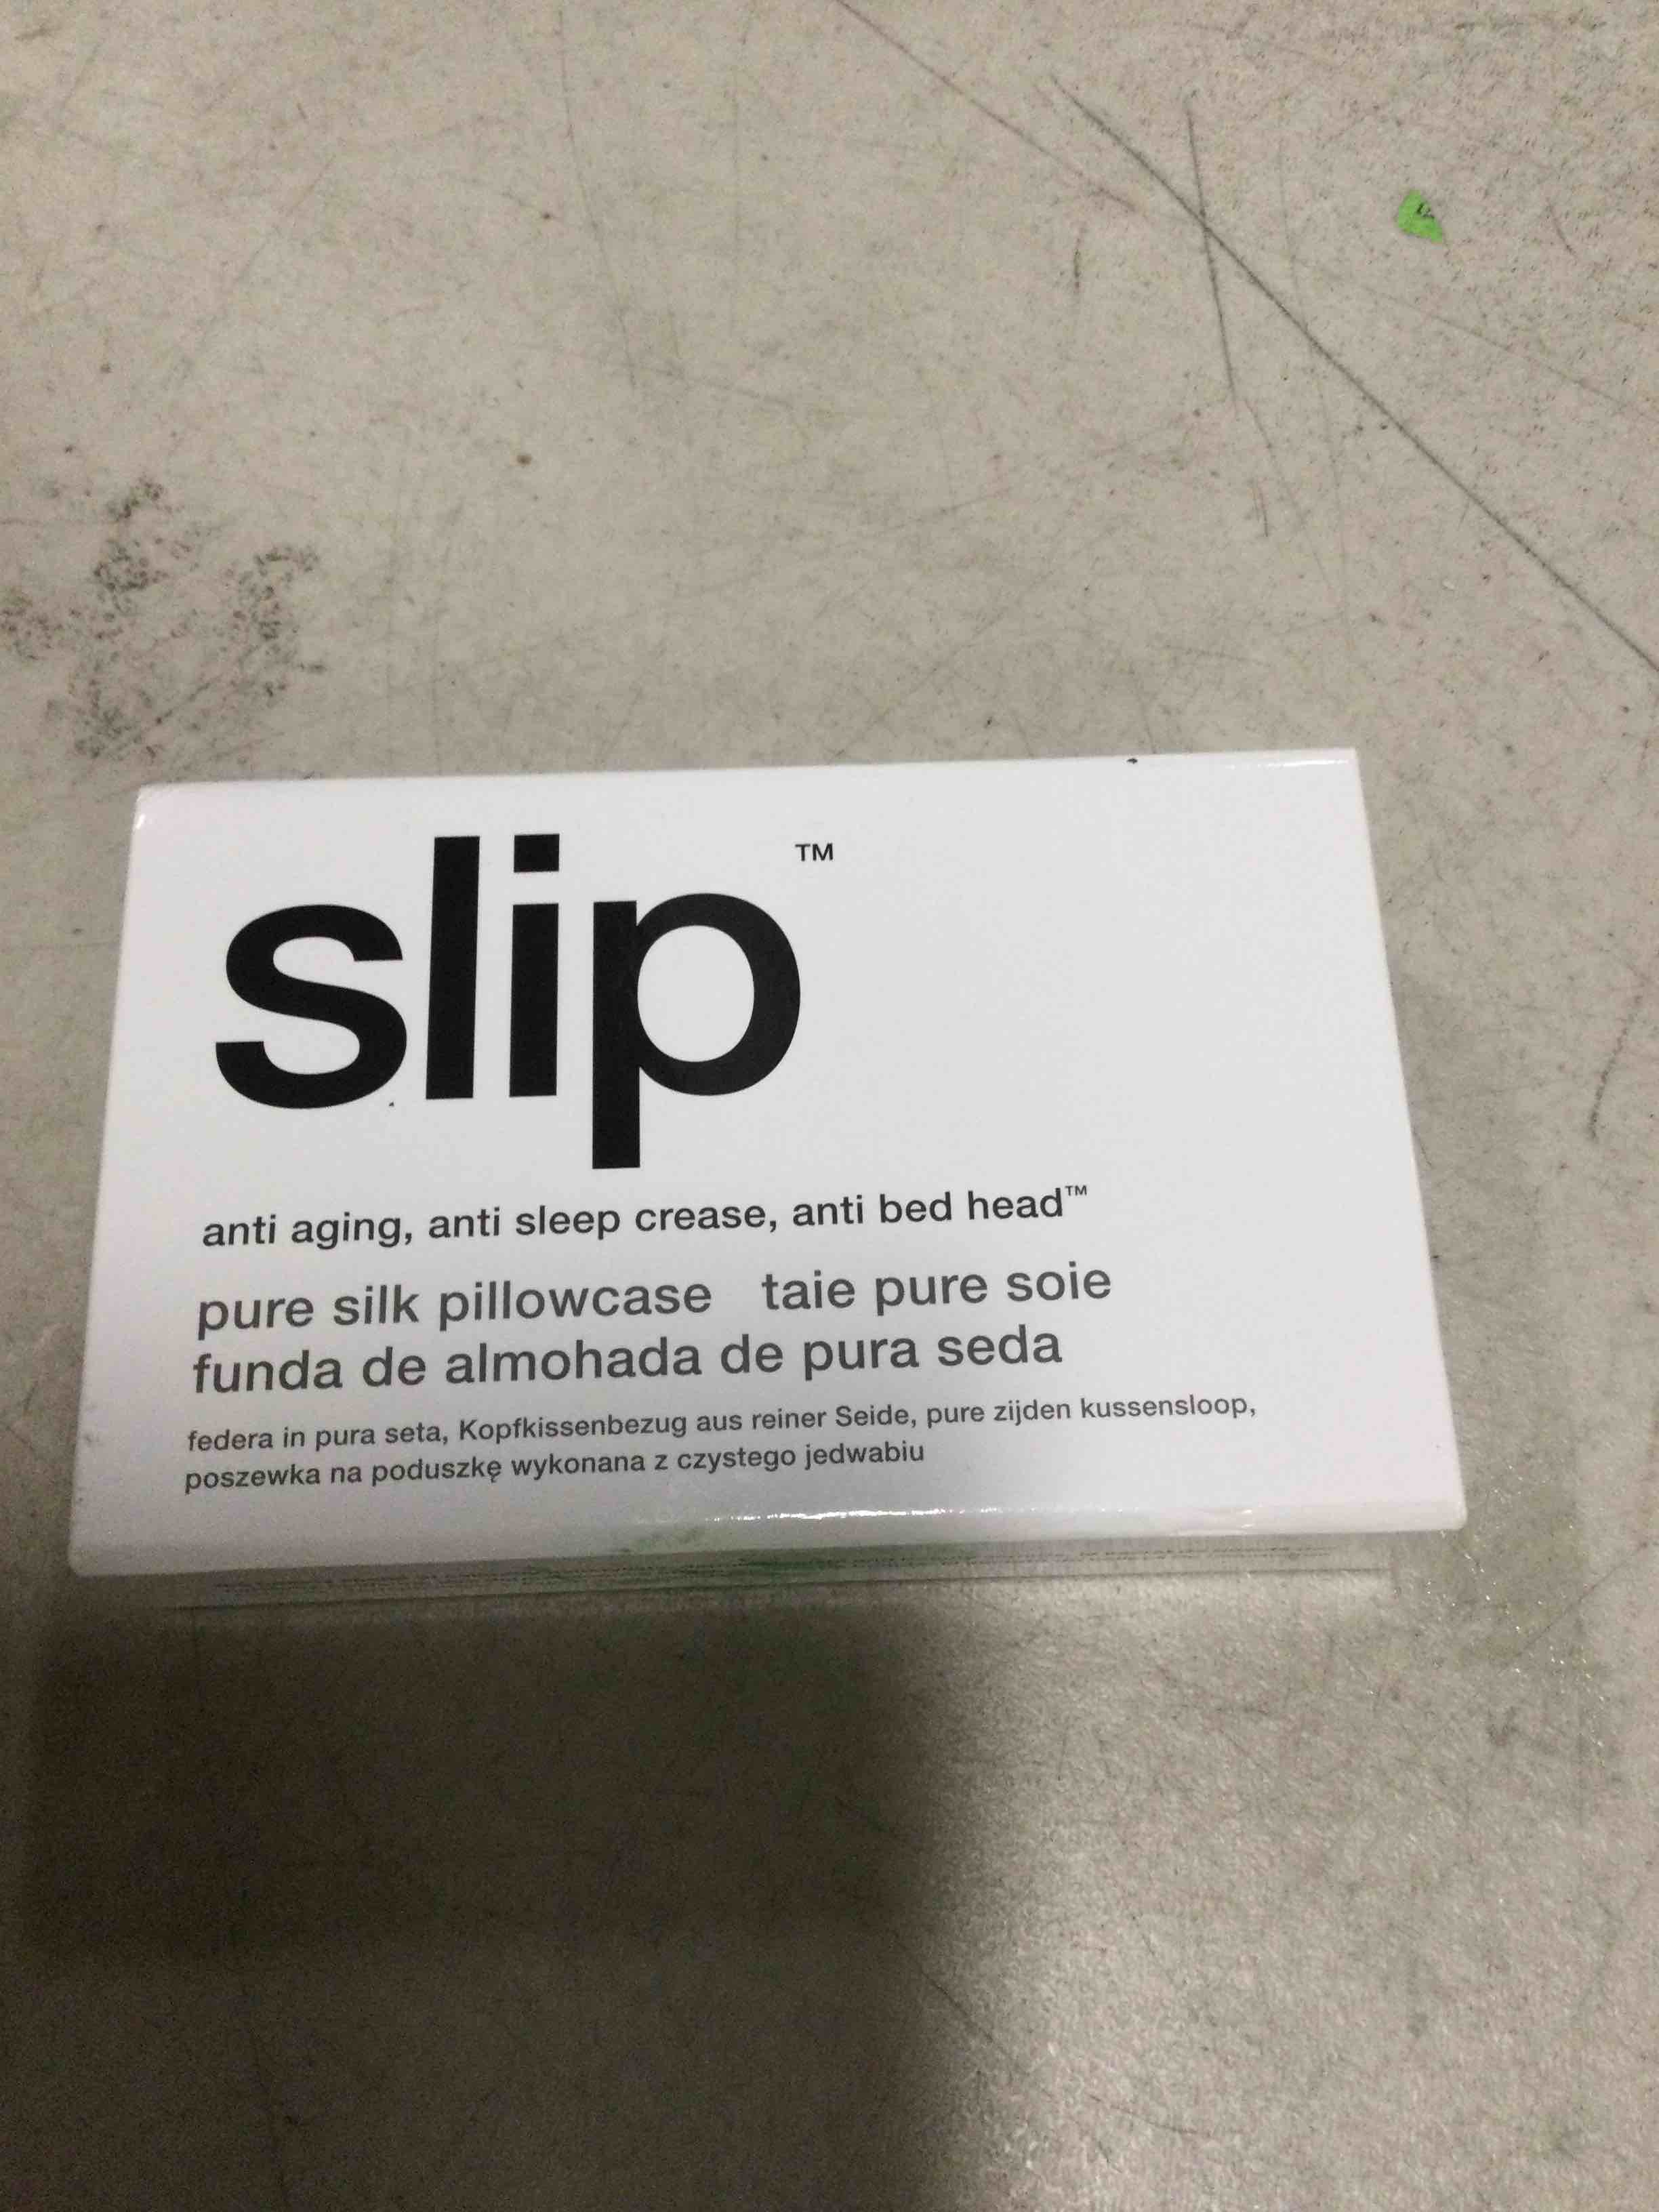 slip™
anti aging, anti sleep crease, anti bed head™
pure silk pillowcase taie pure soie
funda de almohada de pura seda
federa in pura seta, Kopfkissenbezug aus reiner Seide, pure zijden kussensloop,
poszewka na poduszkę wykonana z czystego jedwabiu